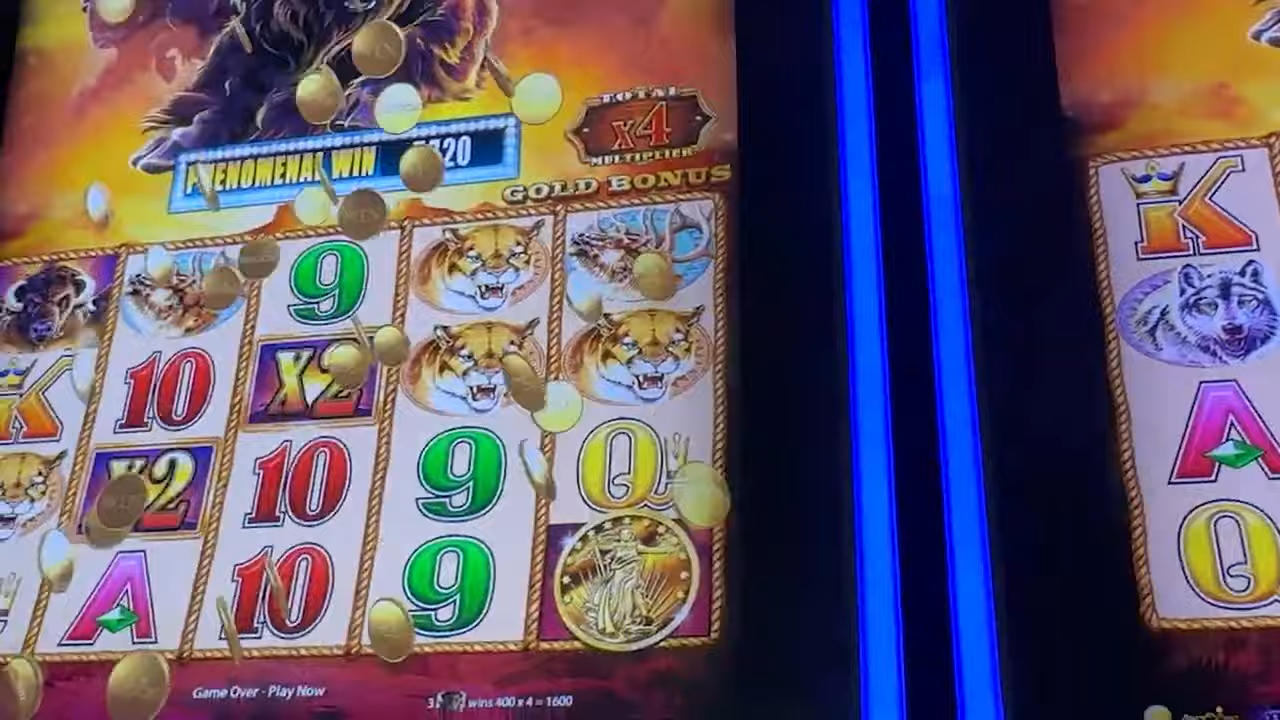 TOTAL
x4
MULTIPLIER
PHENOMENAL WIN
GOLD BONUS
9
K
10 X2
X2 10 9 Q
A 10 9
Game Over - Play Now
3 wins 400 x 4 = 1600
K
A
Q